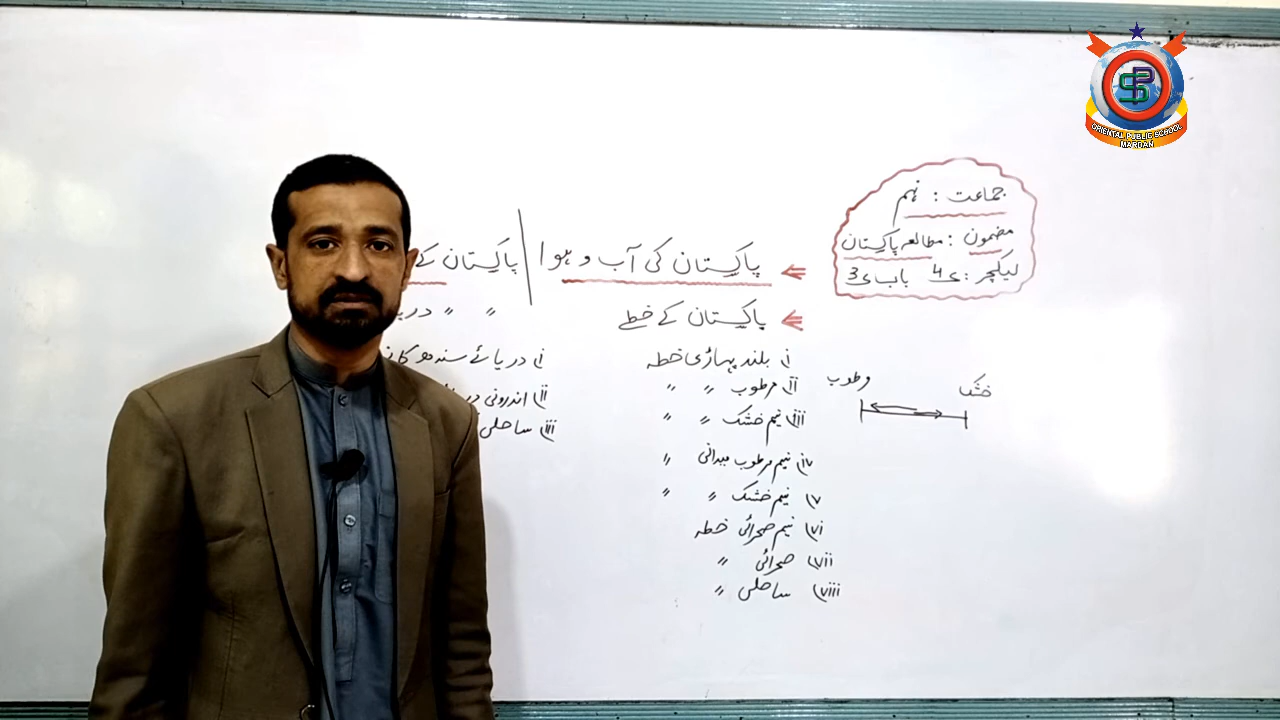 ORIENTAL PUBLIC SCHOOL
MARDAN
جماعت : نہم
مضمون : مطالعہ پاکستان
لیکچر : 4 باب 3
پاکستان کی آب و ہوا
پاکستان کے خطے
i) بلند پہاڑی خطہ
ii) مرطوب 〃 〃
iii) نیم خشک 〃 〃
iv) نیم مرطوب میدانی 〃
v) نیم خشک 〃 〃
vi) نیم صحرائی خطہ
vii) صحرائی 〃
viii) ساحلی 〃
خشک مرطوب
پاکستان کے
〃 〃
i) دریائے سندھ کا
ii) اندرونی
iii) ساحلی